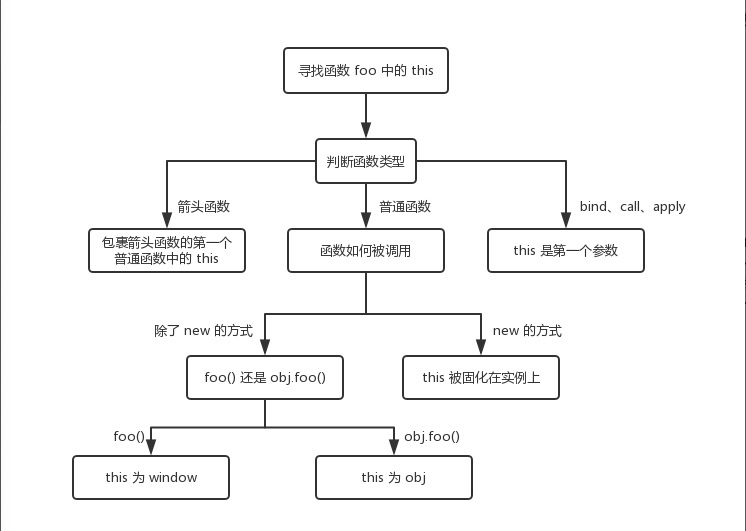 寻找函数 foo 中的 this
判断函数类型
箭头函数
普通函数
bind、call、apply
包裹箭头函数的第一个
普通函数中的 this
函数如何被调用
this 是第一个参数
除了 new 的方式
new 的方式
foo() 还是 obj.foo()
this 被固化在实例上
foo()
obj.foo()
this 为 window
this 为 obj